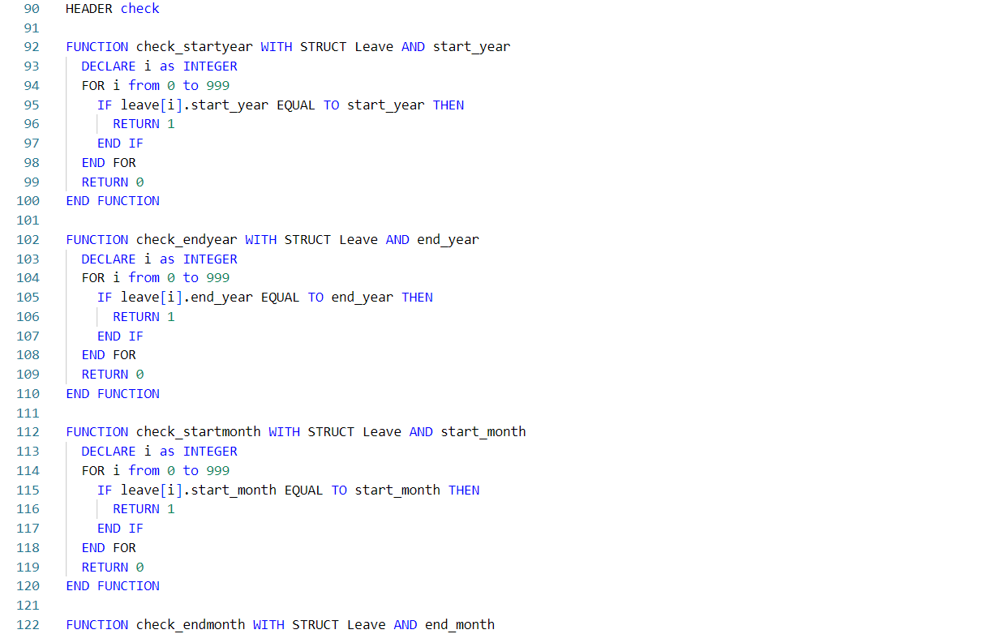 90 HEADER check
91
92 FUNCTION check_startyear WITH STRUCT Leave AND start_year
93 DECLARE i as INTEGER
94 FOR i from 0 to 999
95 IF leave[i].start_year EQUAL TO start_year THEN
96 RETURN 1
97 END IF
98 END FOR
99 RETURN 0
100 END FUNCTION
101
102 FUNCTION check_endyear WITH STRUCT Leave AND end_year
103 DECLARE i as INTEGER
104 FOR i from 0 to 999
105 IF leave[i].end_year EQUAL TO end_year THEN
106 RETURN 1
107 END IF
108 END FOR
109 RETURN 0
110 END FUNCTION
111
112 FUNCTION check_startmonth WITH STRUCT Leave AND start_month
113 DECLARE i as INTEGER
114 FOR i from 0 to 999
115 IF leave[i].start_month EQUAL TO start_month THEN
116 RETURN 1
117 END IF
118 END FOR
119 RETURN 0
120 END FUNCTION
121
122 FUNCTION check_endmonth WITH STRUCT Leave AND end_month